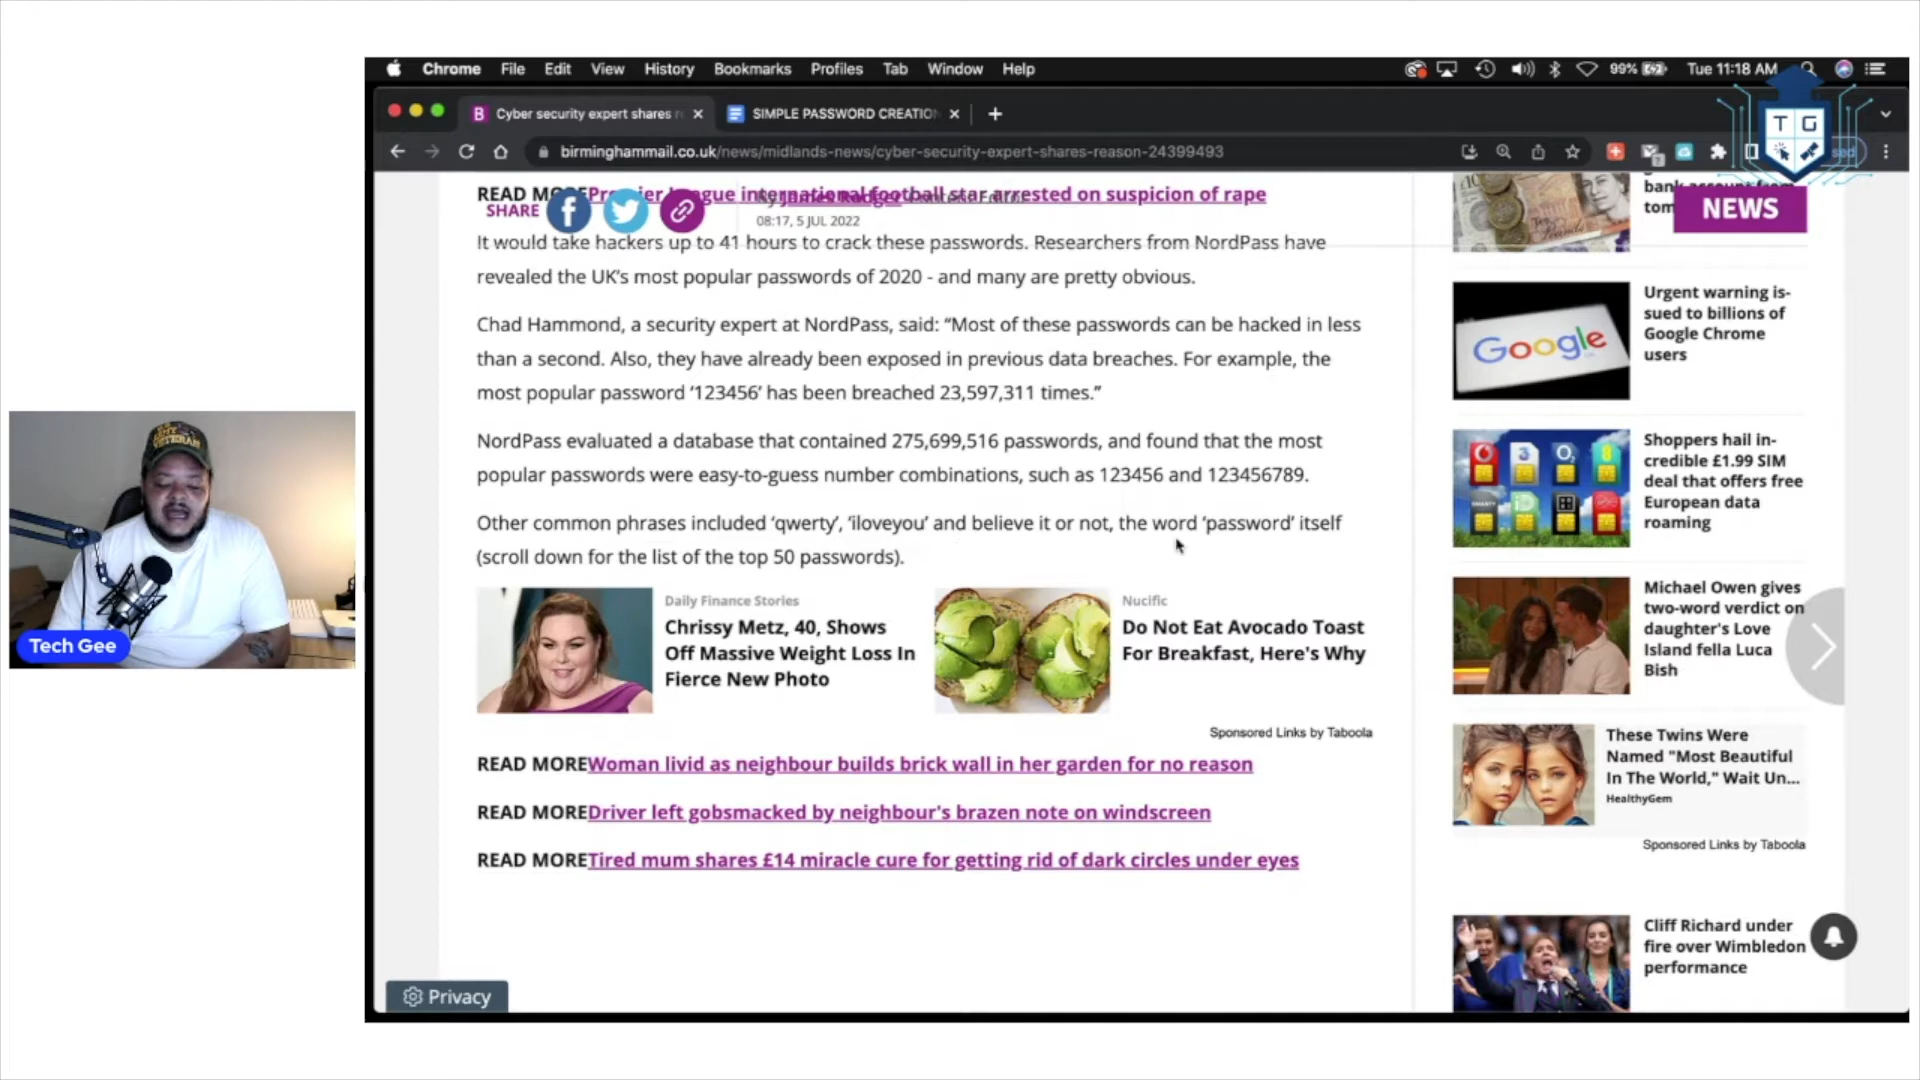 Chrome File Edit View History Bookmarks Profiles Tab Window Help
99% Tue 11:18 AM
Cyber security expert shares
SIMPLE PASSWORD CREATIO
birminghammail.co.uk/news/midlands-news/cyber-security-expert-shares-reason-24399493
T G
READ MORE international football star arrested on suspicion of rape
SHARE
08:17, 5 JUL 2022
It would take hackers up to 41 hours to crack these passwords. Researchers from NordPass have
revealed the UK's most popular passwords of 2020 - and many are pretty obvious.
Chad Hammond, a security expert at NordPass, said: “Most of these passwords can be hacked in less
than a second. Also, they have already been exposed in previous data breaches. For example, the
most popular password ‘123456’ has been breached 23,597,311 times.”
NordPass evaluated a database that contained 275,699,516 passwords, and found that the most
popular passwords were easy-to-guess number combinations, such as 123456 and 123456789.
Other common phrases included ‘qwerty’, ‘iloveyou’ and believe it or not, the word ‘password’ itself
(scroll down for the list of the top 50 passwords).
Daily Finance Stories
Chrissy Metz, 40, Shows
Off Massive Weight Loss In
Fierce New Photo
Nucific
Do Not Eat Avocado Toast
For Breakfast, Here's Why
Sponsored Links by Taboola
READ MOREWoman livid as neighbour builds brick wall in her garden for no reason
READ MOREDriver left gobsmacked by neighbour's brazen note on windscreen
READ MORETired mum shares £14 miracle cure for getting rid of dark circles under eyes
Privacy
bank account from
tom
NEWS
Google
Urgent warning is-
sued to billions of
Google Chrome
users
Shoppers hail in-
credible £1.99 SIM
deal that offers free
European data
roaming
Michael Owen gives
two-word verdict on
daughter's Love
Island fella Luca
Bish
These Twins Were
Named "Most Beautiful
In The World," Wait Un...
HealthyGem
Sponsored Links by Taboola
Cliff Richard under
fire over Wimbledon
performance
VETERAN
Tech Gee